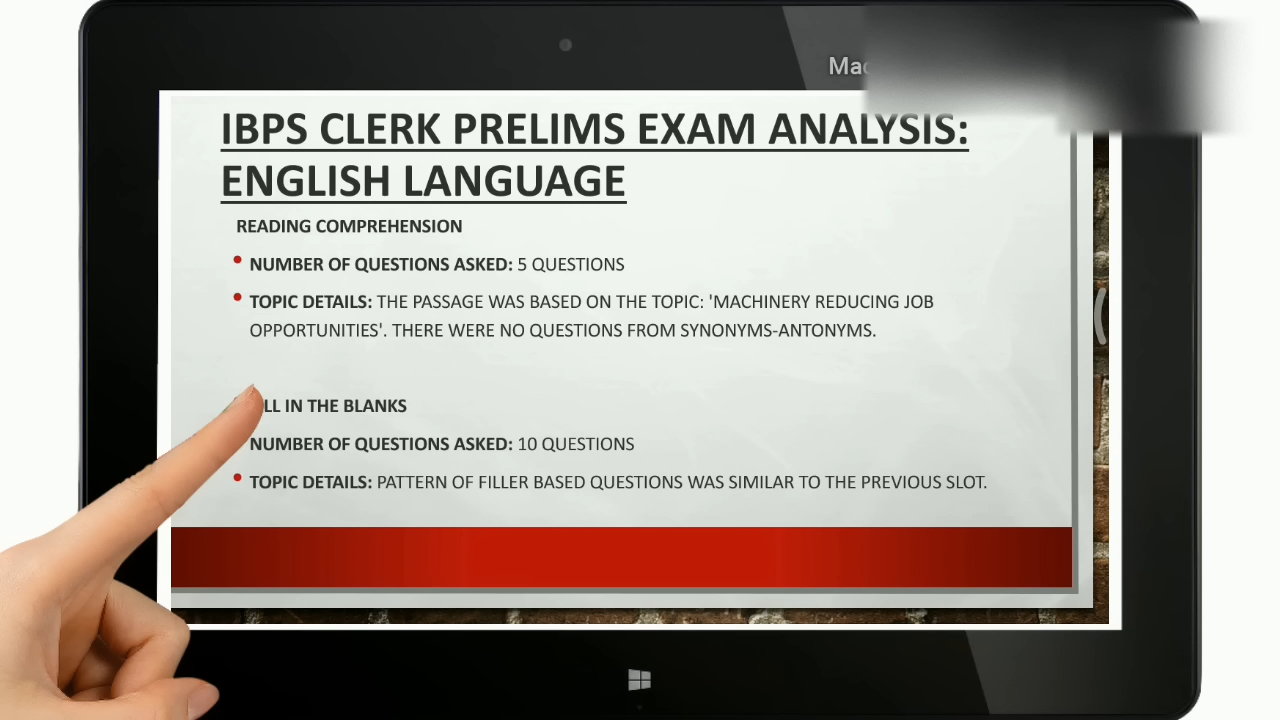 IBPS CLERK PRELIMS EXAM ANALYSIS:
ENGLISH LANGUAGE
READING COMPREHENSION
• NUMBER OF QUESTIONS ASKED: 5 QUESTIONS
• TOPIC DETAILS: THE PASSAGE WAS BASED ON THE TOPIC: 'MACHINERY REDUCING JOB
OPPORTUNITIES'. THERE WERE NO QUESTIONS FROM SYNONYMS-ANTONYMS.
IN THE BLANKS
NUMBER OF QUESTIONS ASKED: 10 QUESTIONS
• TOPIC DETAILS: PATTERN OF FILLER BASED QUESTIONS WAS SIMILAR TO THE PREVIOUS SLOT.